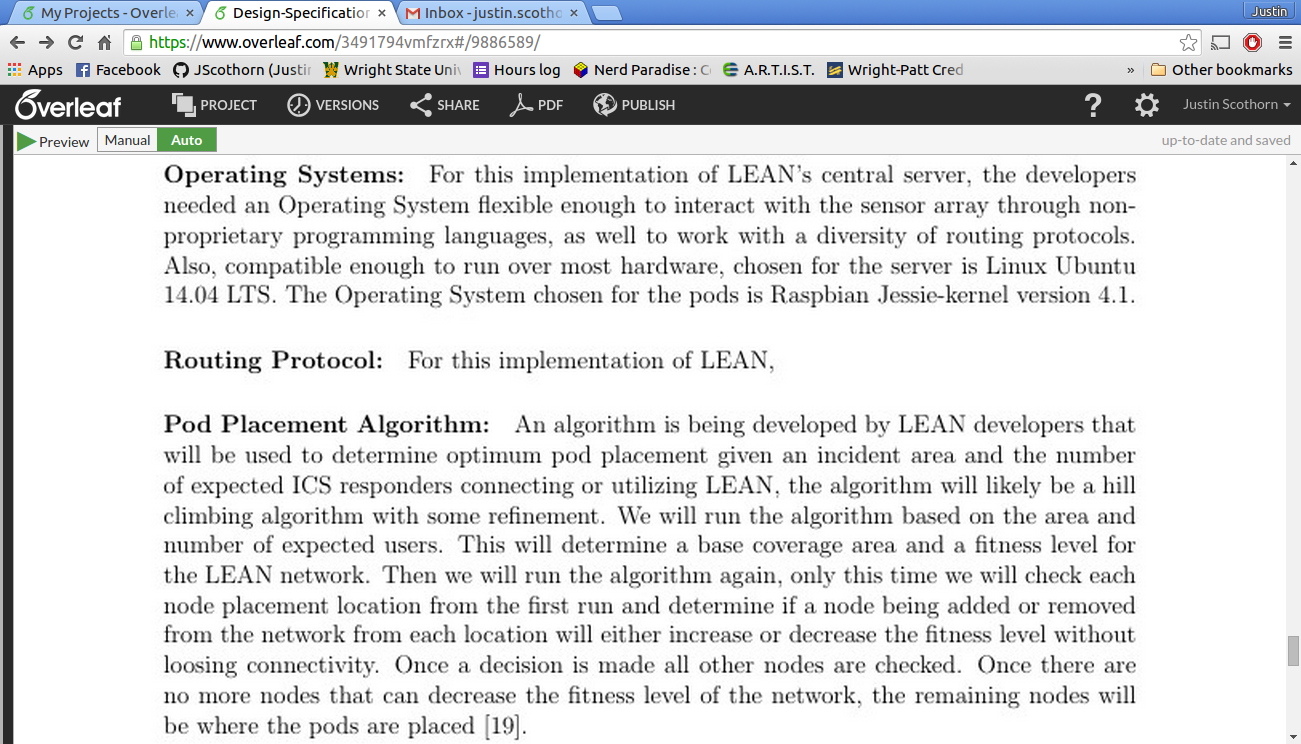 My Projects - Overle
Design-Specification
Inbox - justin.scotho
Justin
https://www.overleaf.com/3491794vmfzrx#/9886589/
Apps Facebook JScothorn (Justin Wright State Univ Hours log Nerd Paradise : C A.R.T.I.S.T. Wright-Patt Cred » Other bookmarks
Overleaf PROJECT VERSIONS SHARE PDF PUBLISH ? Justin Scothorn
Preview Manual Auto up-to-date and saved
Operating Systems: For this implementation of LEAN's central server, the developers
needed an Operating System flexible enough to interact with the sensor array through non-
proprietary programming languages, as well to work with a diversity of routing protocols.
Also, compatible enough to run over most hardware, chosen for the server is Linux Ubuntu
14.04 LTS. The Operating System chosen for the pods is Raspbian Jessie-kernel version 4.1.
Routing Protocol: For this implementation of LEAN,
Pod Placement Algorithm: An algorithm is being developed by LEAN developers that
will be used to determine optimum pod placement given an incident area and the number
of expected ICS responders connecting or utilizing LEAN, the algorithm will likely be a hill
climbing algorithm with some refinement. We will run the algorithm based on the area and
number of expected users. This will determine a base coverage area and a fitness level for
the LEAN network. Then we will run the algorithm again, only this time we will check each
node placement location from the first run and determine if a node being added or removed
from the network from each location will either increase or decrease the fitness level without
loosing connectivity. Once a decision is made all other nodes are checked. Once there are
no more nodes that can decrease the fitness level of the network, the remaining nodes will
be where the pods are placed [19].